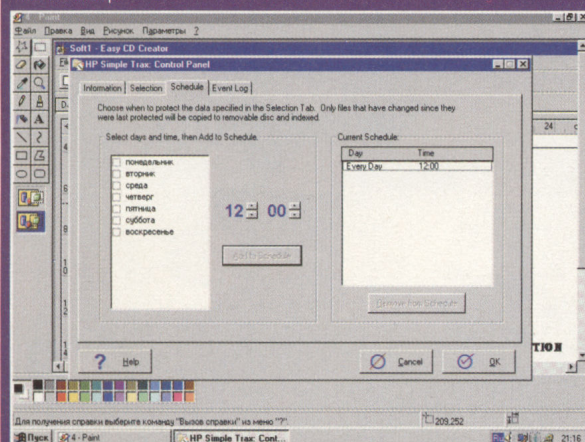 4 - Paint
Файл Правка Вид Рисунок Параметры ?
Soft1 - Easy CD Creator
HP Simple Trax: Control Panel
Information Selection Schedule Event Log
Choose when to protect the data specified in the Selection Tab. Only files that have changed since they
were last protected will be copied to removable disc and indexed.
Select days and time, then Add to Schedule.
понедельник
вторник
среда
четверг
пятница
суббота
воскресенье
12 00
Add To Schedule
Current Schedule:
Day Time
Every Day 12:00
Remove from Schedule
24
TION
? Help
Cancel
OK
Для получения справки выберите команду "Вызов справки" из меню "?"
209,252
Пуск
4 - Paint
HP Simple Trax: Cont...
21:16